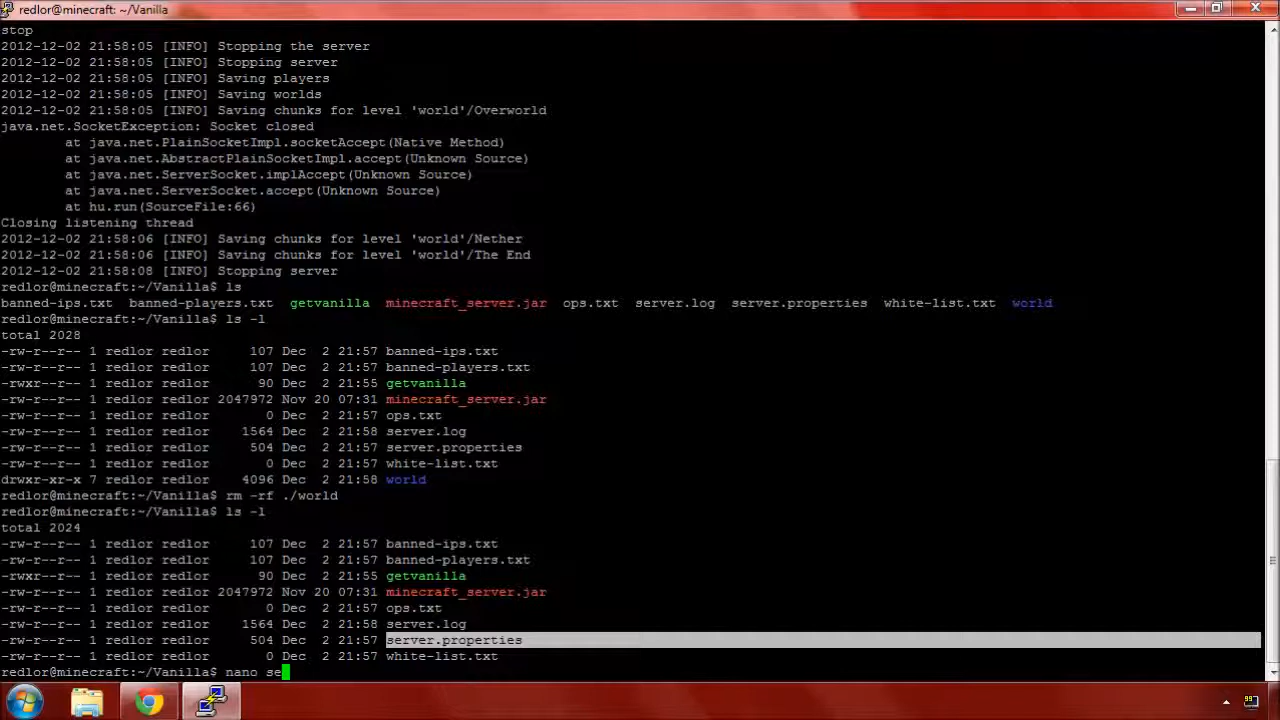 redlor@minecraft: ~/Vanilla
stop
2012-12-02 21:58:05 [INFO] Stopping the server
2012-12-02 21:58:05 [INFO] Stopping server
2012-12-02 21:58:05 [INFO] Saving players
2012-12-02 21:58:05 [INFO] Saving worlds
2012-12-02 21:58:05 [INFO] Saving chunks for level 'world'/Overworld
java.net.SocketException: Socket closed
        at java.net.PlainSocketImpl.socketAccept(Native Method)
        at java.net.AbstractPlainSocketImpl.accept(Unknown Source)
        at java.net.ServerSocket.implAccept(Unknown Source)
        at java.net.ServerSocket.accept(Unknown Source)
        at hu.run(SourceFile:66)
Closing listening thread
2012-12-02 21:58:06 [INFO] Saving chunks for level 'world'/Nether
2012-12-02 21:58:06 [INFO] Saving chunks for level 'world'/The End
2012-12-02 21:58:08 [INFO] Stopping server
redlor@minecraft:~/Vanilla$ ls
banned-ips.txt  banned-players.txt  getvanilla  minecraft_server.jar  ops.txt  server.log  server.properties  white-list.txt  world
redlor@minecraft:~/Vanilla$ ls -l
total 2028
-rw-r--r-- 1 redlor redlor     107 Dec  2 21:57 banned-ips.txt
-rw-r--r-- 1 redlor redlor     107 Dec  2 21:57 banned-players.txt
-rwxr--r-- 1 redlor redlor      90 Dec  2 21:55 getvanilla
-rw-r--r-- 1 redlor redlor 2047972 Nov 20 07:31 minecraft_server.jar
-rw-r--r-- 1 redlor redlor       0 Dec  2 21:57 ops.txt
-rw-r--r-- 1 redlor redlor    1564 Dec  2 21:58 server.log
-rw-r--r-- 1 redlor redlor     504 Dec  2 21:57 server.properties
-rw-r--r-- 1 redlor redlor       0 Dec  2 21:57 white-list.txt
drwxr-xr-x 7 redlor redlor    4096 Dec  2 21:58 world
redlor@minecraft:~/Vanilla$ rm -rf ./world
redlor@minecraft:~/Vanilla$ ls -l
total 2024
-rw-r--r-- 1 redlor redlor     107 Dec  2 21:57 banned-ips.txt
-rw-r--r-- 1 redlor redlor     107 Dec  2 21:57 banned-players.txt
-rwxr--r-- 1 redlor redlor      90 Dec  2 21:55 getvanilla
-rw-r--r-- 1 redlor redlor 2047972 Nov 20 07:31 minecraft_server.jar
-rw-r--r-- 1 redlor redlor       0 Dec  2 21:57 ops.txt
-rw-r--r-- 1 redlor redlor    1564 Dec  2 21:58 server.log
-rw-r--r-- 1 redlor redlor     504 Dec  2 21:57 server.properties
-rw-r--r-- 1 redlor redlor       0 Dec  2 21:57 white-list.txt
redlor@minecraft:~/Vanilla$ nano se
99